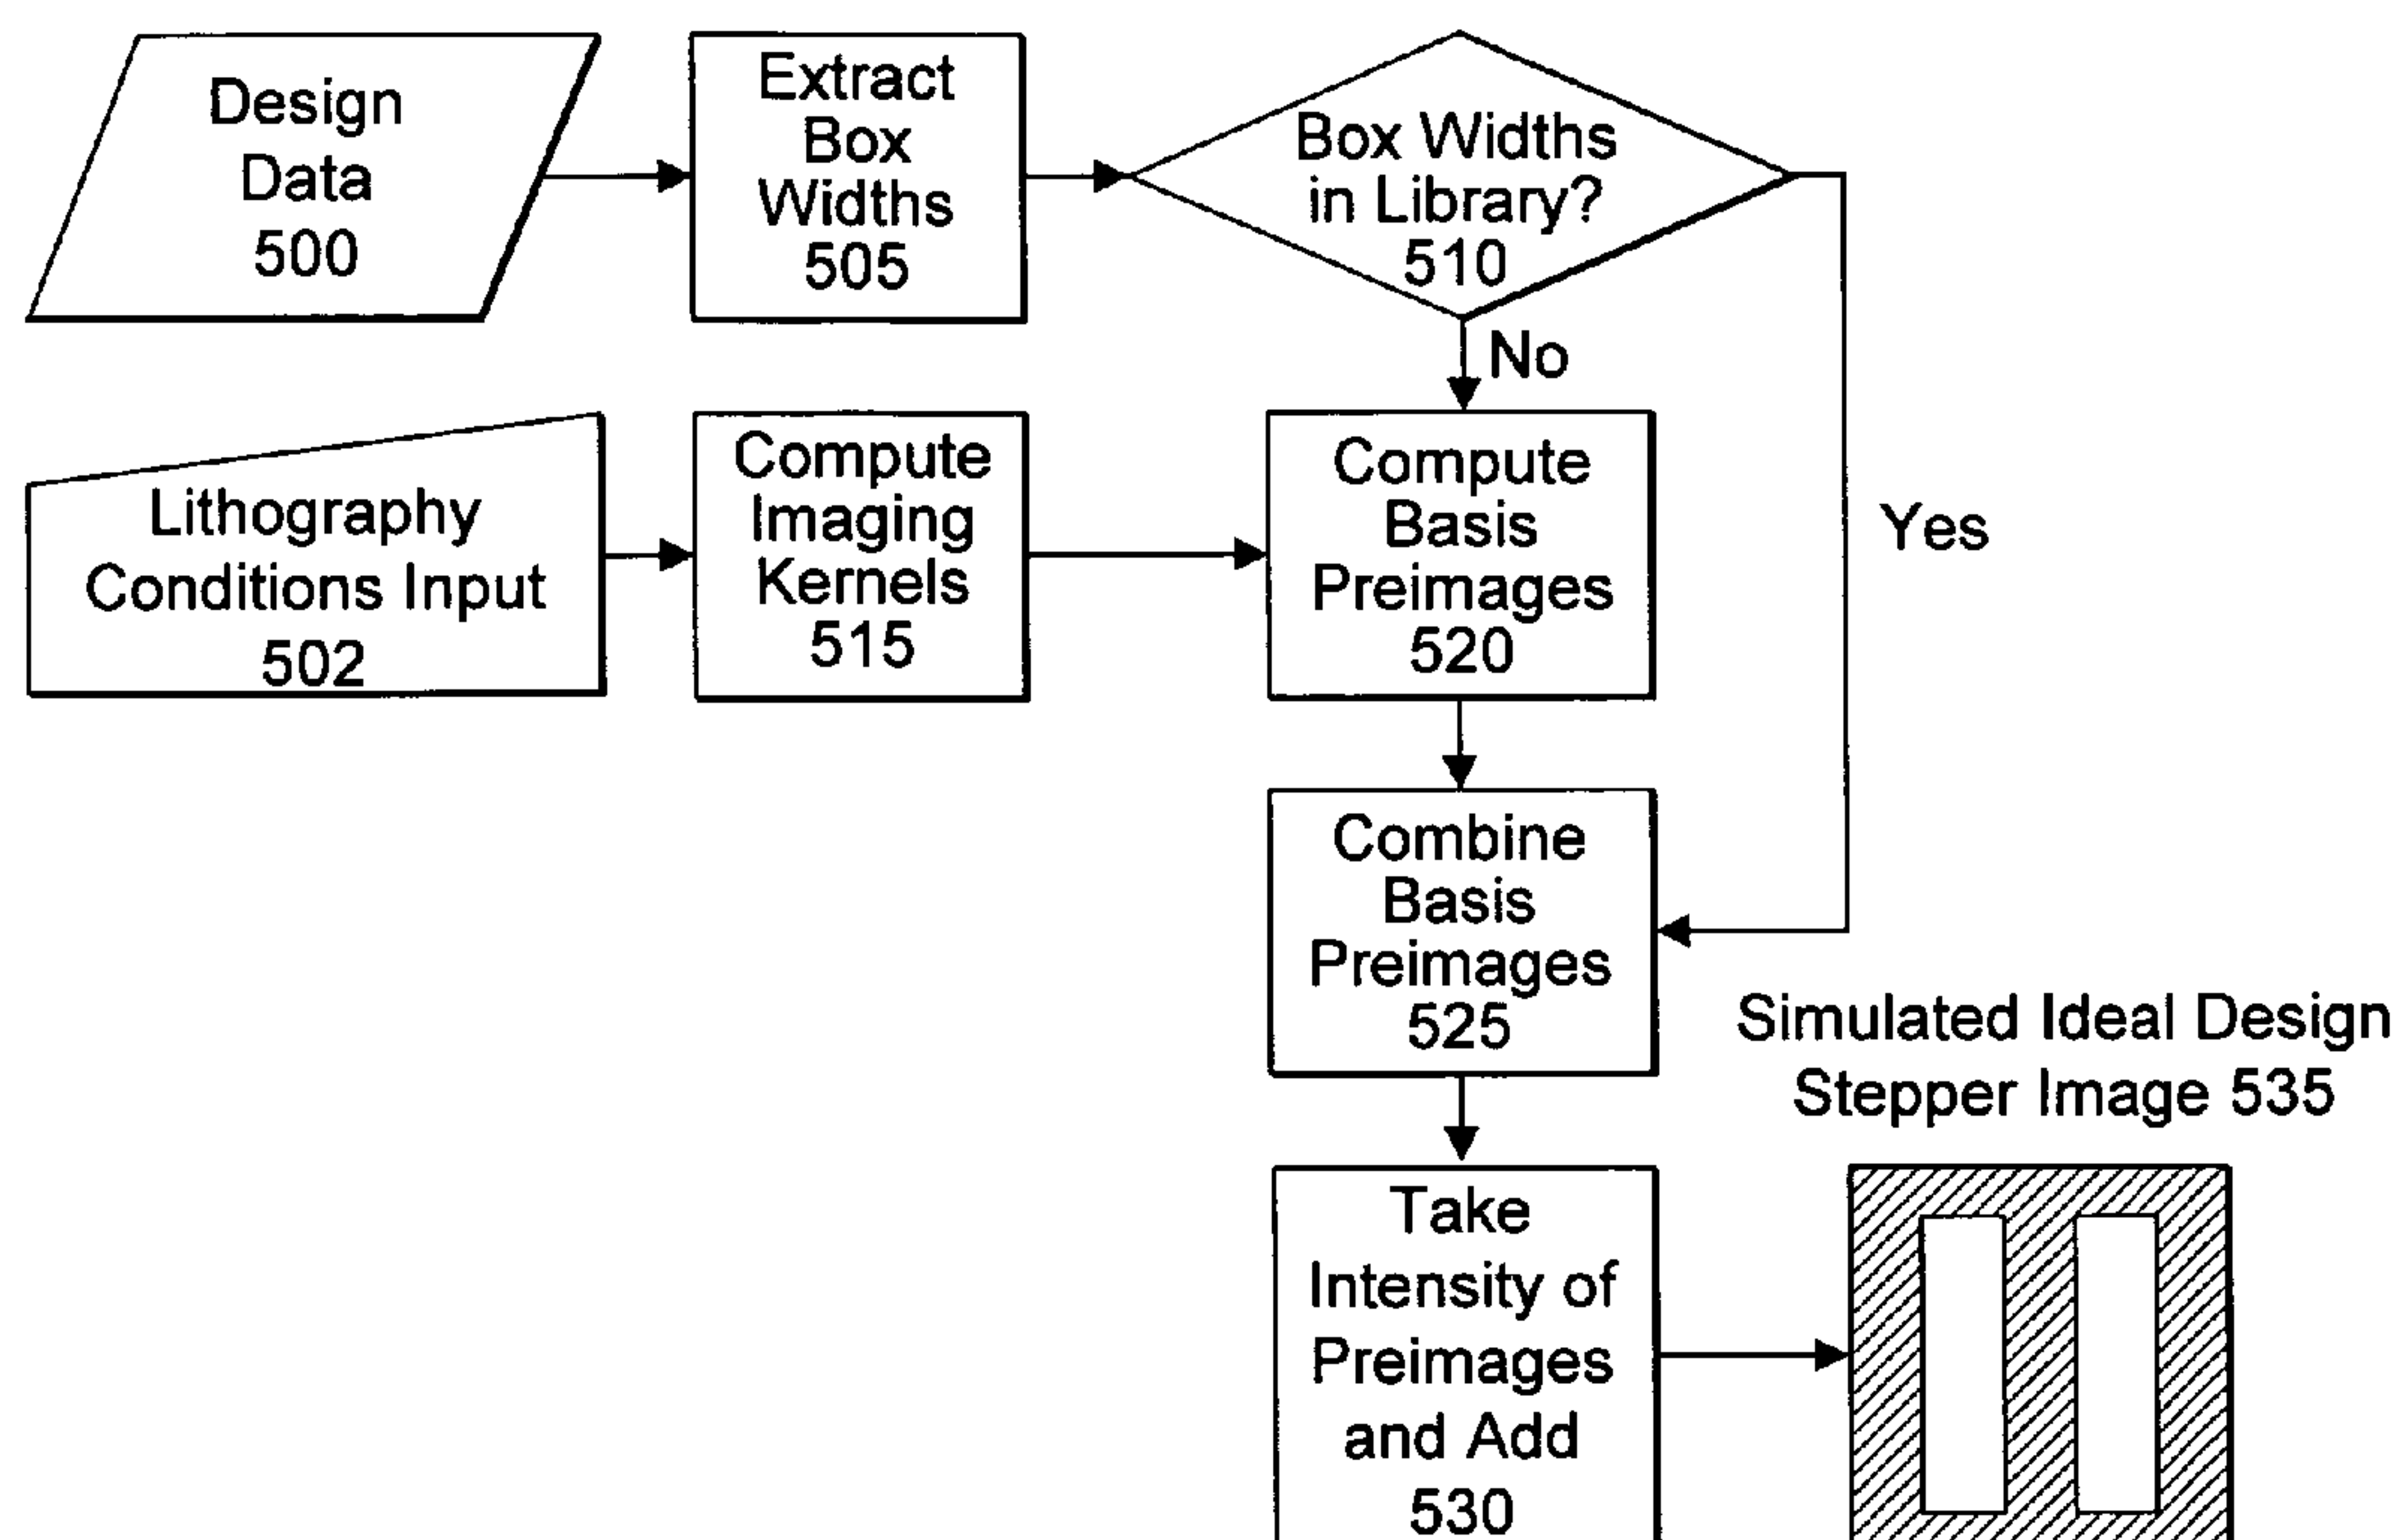 Design
Data
500
Extract
Box
Widths
505
Box Widths
in Library?
510
No
Yes
Lithography
Conditions Input
502
Compute
Imaging
Kernels
515
Compute
Basis
Preimages
520
Combine
Basis
Preimages
525
Simulated Ideal Design
Stepper Image 535
Take
Intensity of
Preimages
and Add
530